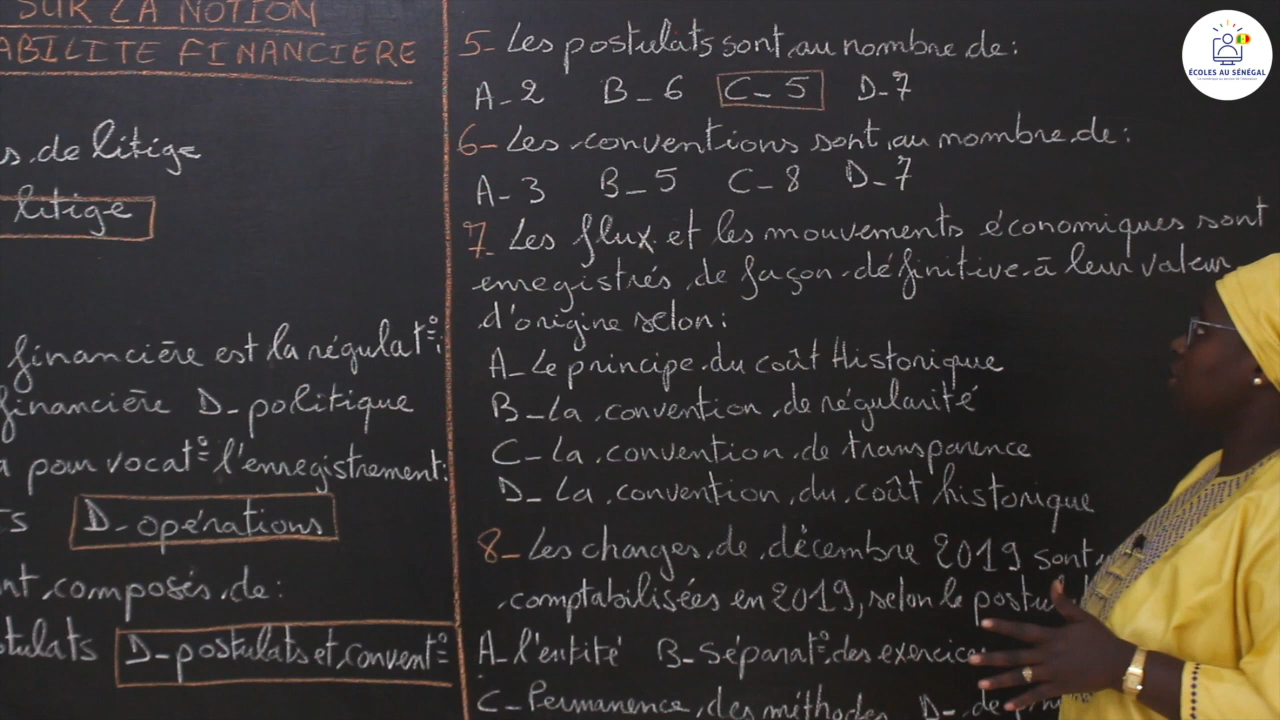 SUR LA NOTION
ABILITE FINANCIERE
s de litige
litige
financière est la régulat°:
financière D-politique
pour vocat° l'enregistrement:
ts D-opérations
nt composés de:
stulats D-postulats et convent°
5- Les postulats sont au nombre de:
A-2 B-6 C-5 D-7
6- Les conventions sont au nombre de:
A-3 B-5 C-8 D-7
7- Les flux et les mouvements économiques sont
enregistrés de façon définitive à leur valeur
d'origine selon:
A- Le principe du coût Historique
B- La convention de régularité
C- La convention de transparence
D- La convention du coût historique
8- Les charges de décembre 2019 sont
comptabilisées en 2019, selon le postu
A- l'entité B- Séparat° des exercices
C- Permanence des méthodes D- de
ÉCOLES AU SÉNÉGAL